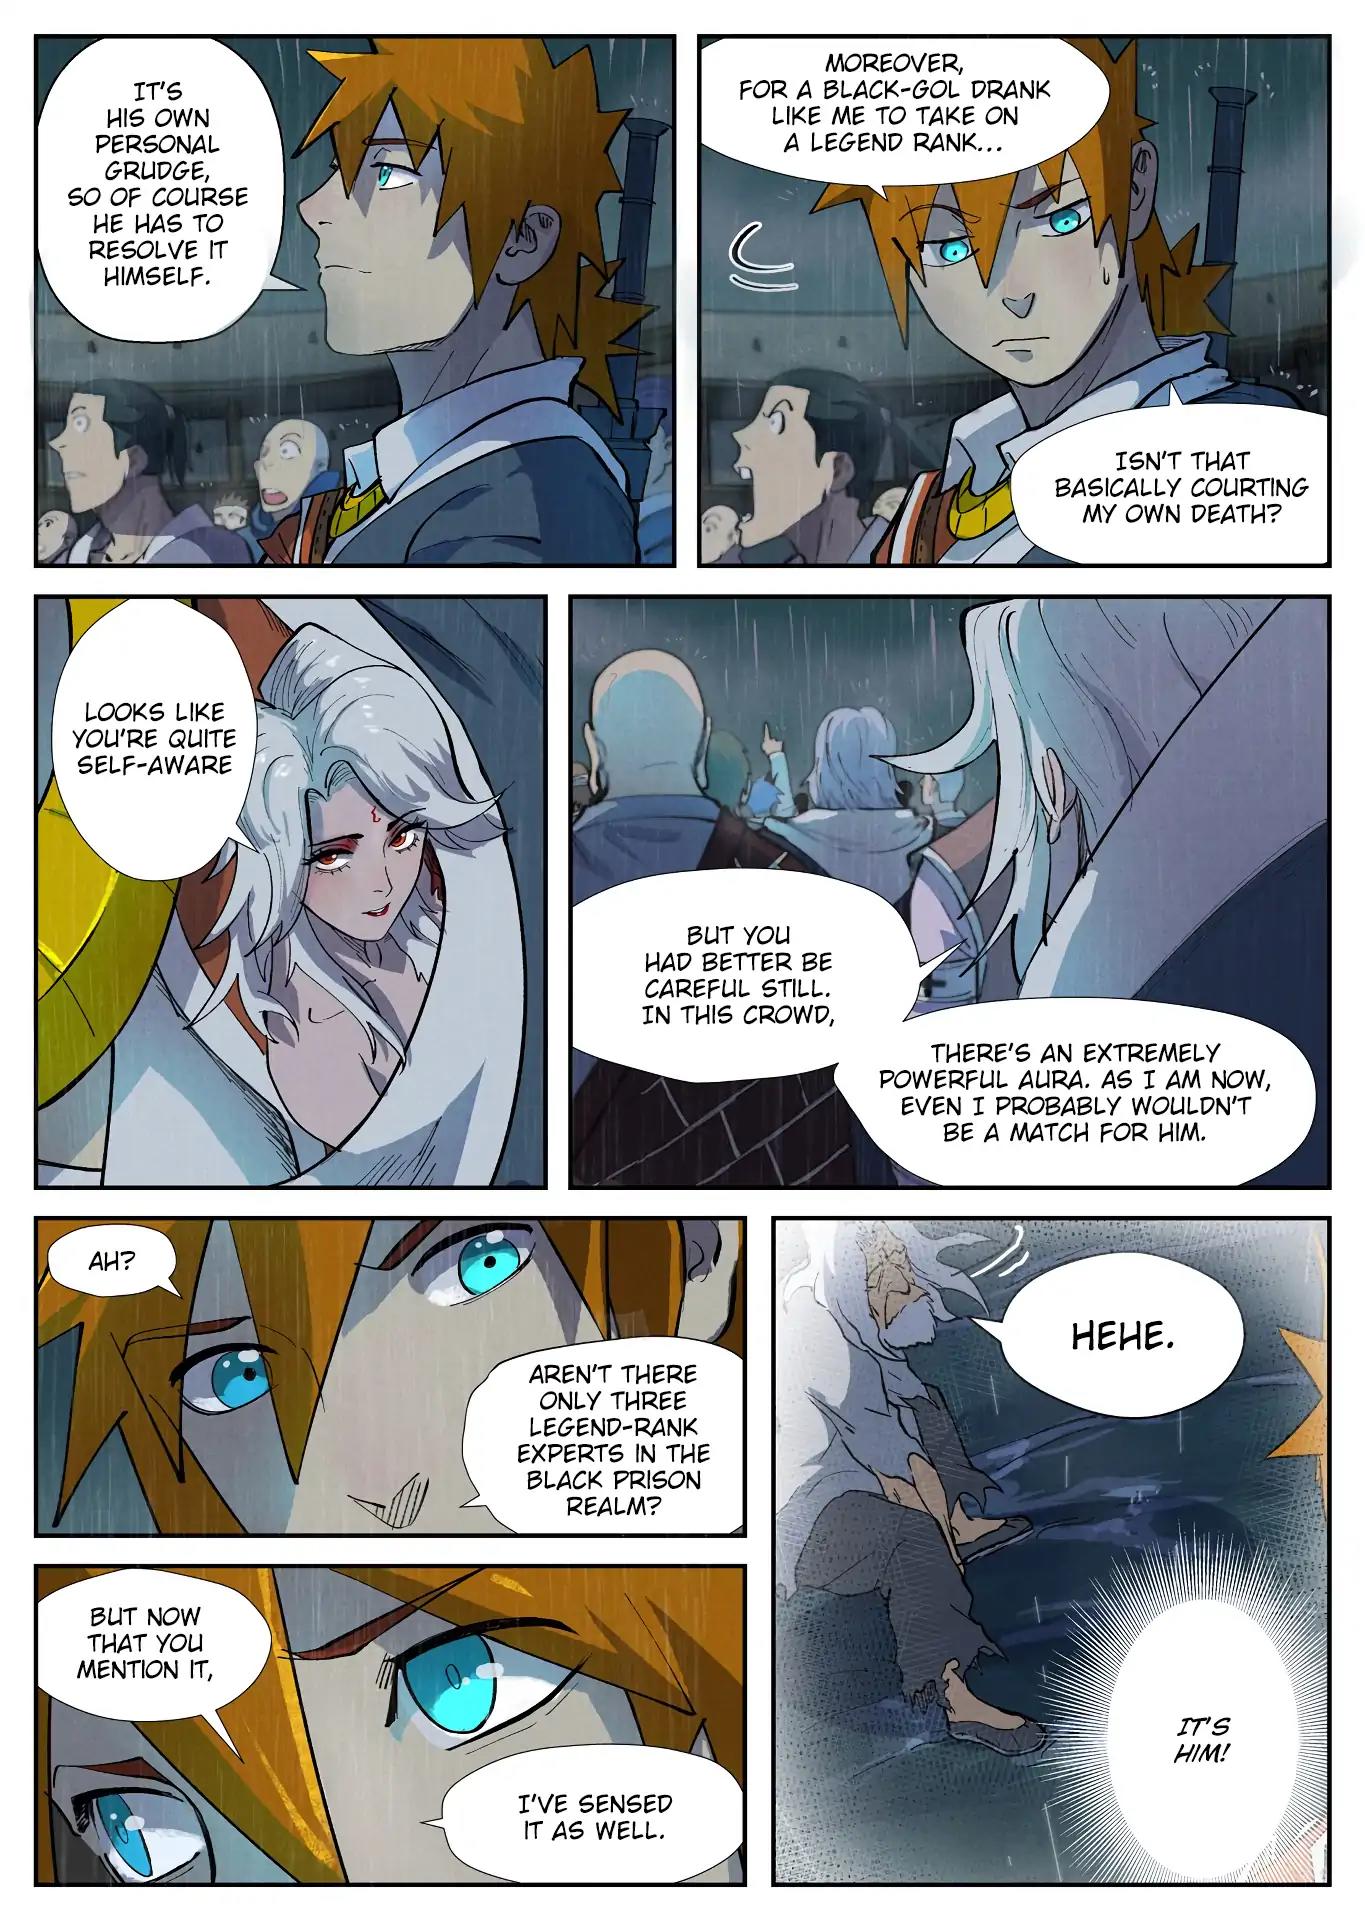 IT'S
HIS OWN
PERSONAL
GRUDGE,
SO OF COURSE
HE HAS TO
RESOLVE IT
HIMSELF.
MOREOVER,
FOR A BLACK-GOL DRANK
LIKE ME TO TAKE ON
A LEGEND RANK...
ISN'T THAT
BASICALLY COURTING
MY OWN DEATH?
LOOKS LIKE
YOU'RE QUITE
SELF-AWARE
BUT YOU
HAD BETTER BE
CAREFUL STILL.
IN THIS CROWD,
THERE'S AN EXTREMELY
POWERFUL AURA. AS I AM NOW,
EVEN I PROBABLY WOULDN'T
BE A MATCH FOR HIM.
AH?
AREN'T THERE
ONLY THREE
LEGEND-RANK
EXPERTS IN THE
BLACK PRISON
REALM?
BUT NOW
THAT YOU
MENTION IT,
I'VE SENSED
IT AS WELL.
HEHE.
IT'S
HIM!